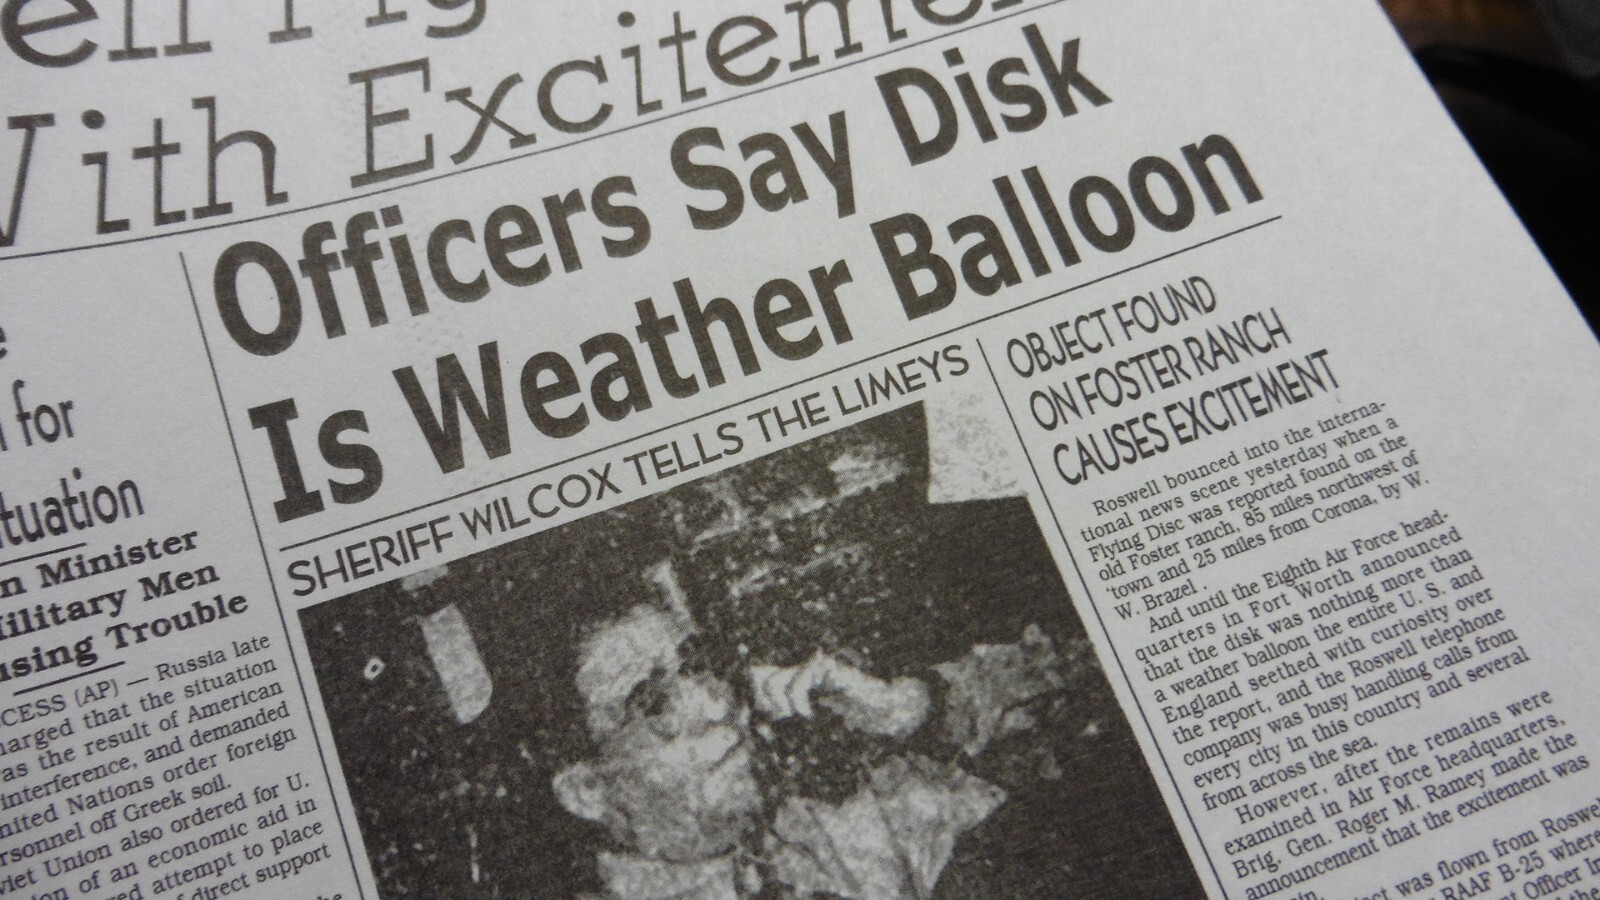 With Excitem
Officers Say Disk
Is Weather Balloon
SHERIFF WILCOX TELLS THE LIMEYS
OBJECT FOUND
ON FOSTER RANCH
CAUSES EXCITEMENT
Roswell bounced into the interna-
tional news scene yesterday when a
Flying Disc was reported found on the
old Foster ranch, 85 miles northwest of
'town and 25 miles from Corona, by W.
W. Brazel .
And until the Eighth Air Force head-
quarters in Fort Worth announced
that the disk was nothing more than
a weather balloon the entire U. S. and
England seethed with curiosity over
the report, and the Roswell telephone
company was busy handling calls from
every city in this country and several
from across the sea.
However, after the remains were
examined in Air Force headquarters,
Brig. Gen. Roger M. Ramey made the
announcement that the excitement was
ect was flown from Roswel
RAAF B-25 where
t Officer
for
tuation
n Minister
ilitary Men
using Trouble
CESS (AP) — Russia late
harged that the situation
as the result of American
interference, and demanded
nited Nations order foreign
rsonnel off Greek soil.
viet Union also ordered for U.
ion of an economic aid in
ed attempt to place
direct support